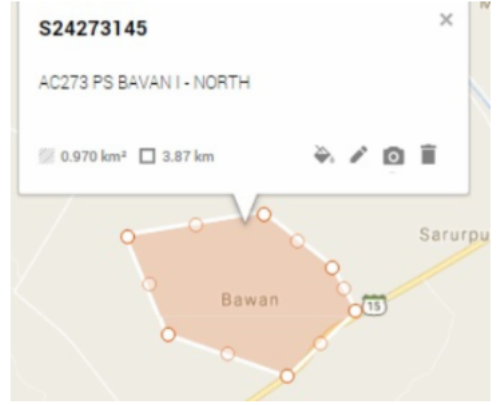 S24273145
AC273 PS BAVAN I - NORTH
0.970 km² 3.87 km
Sarurpu
Bawan
15